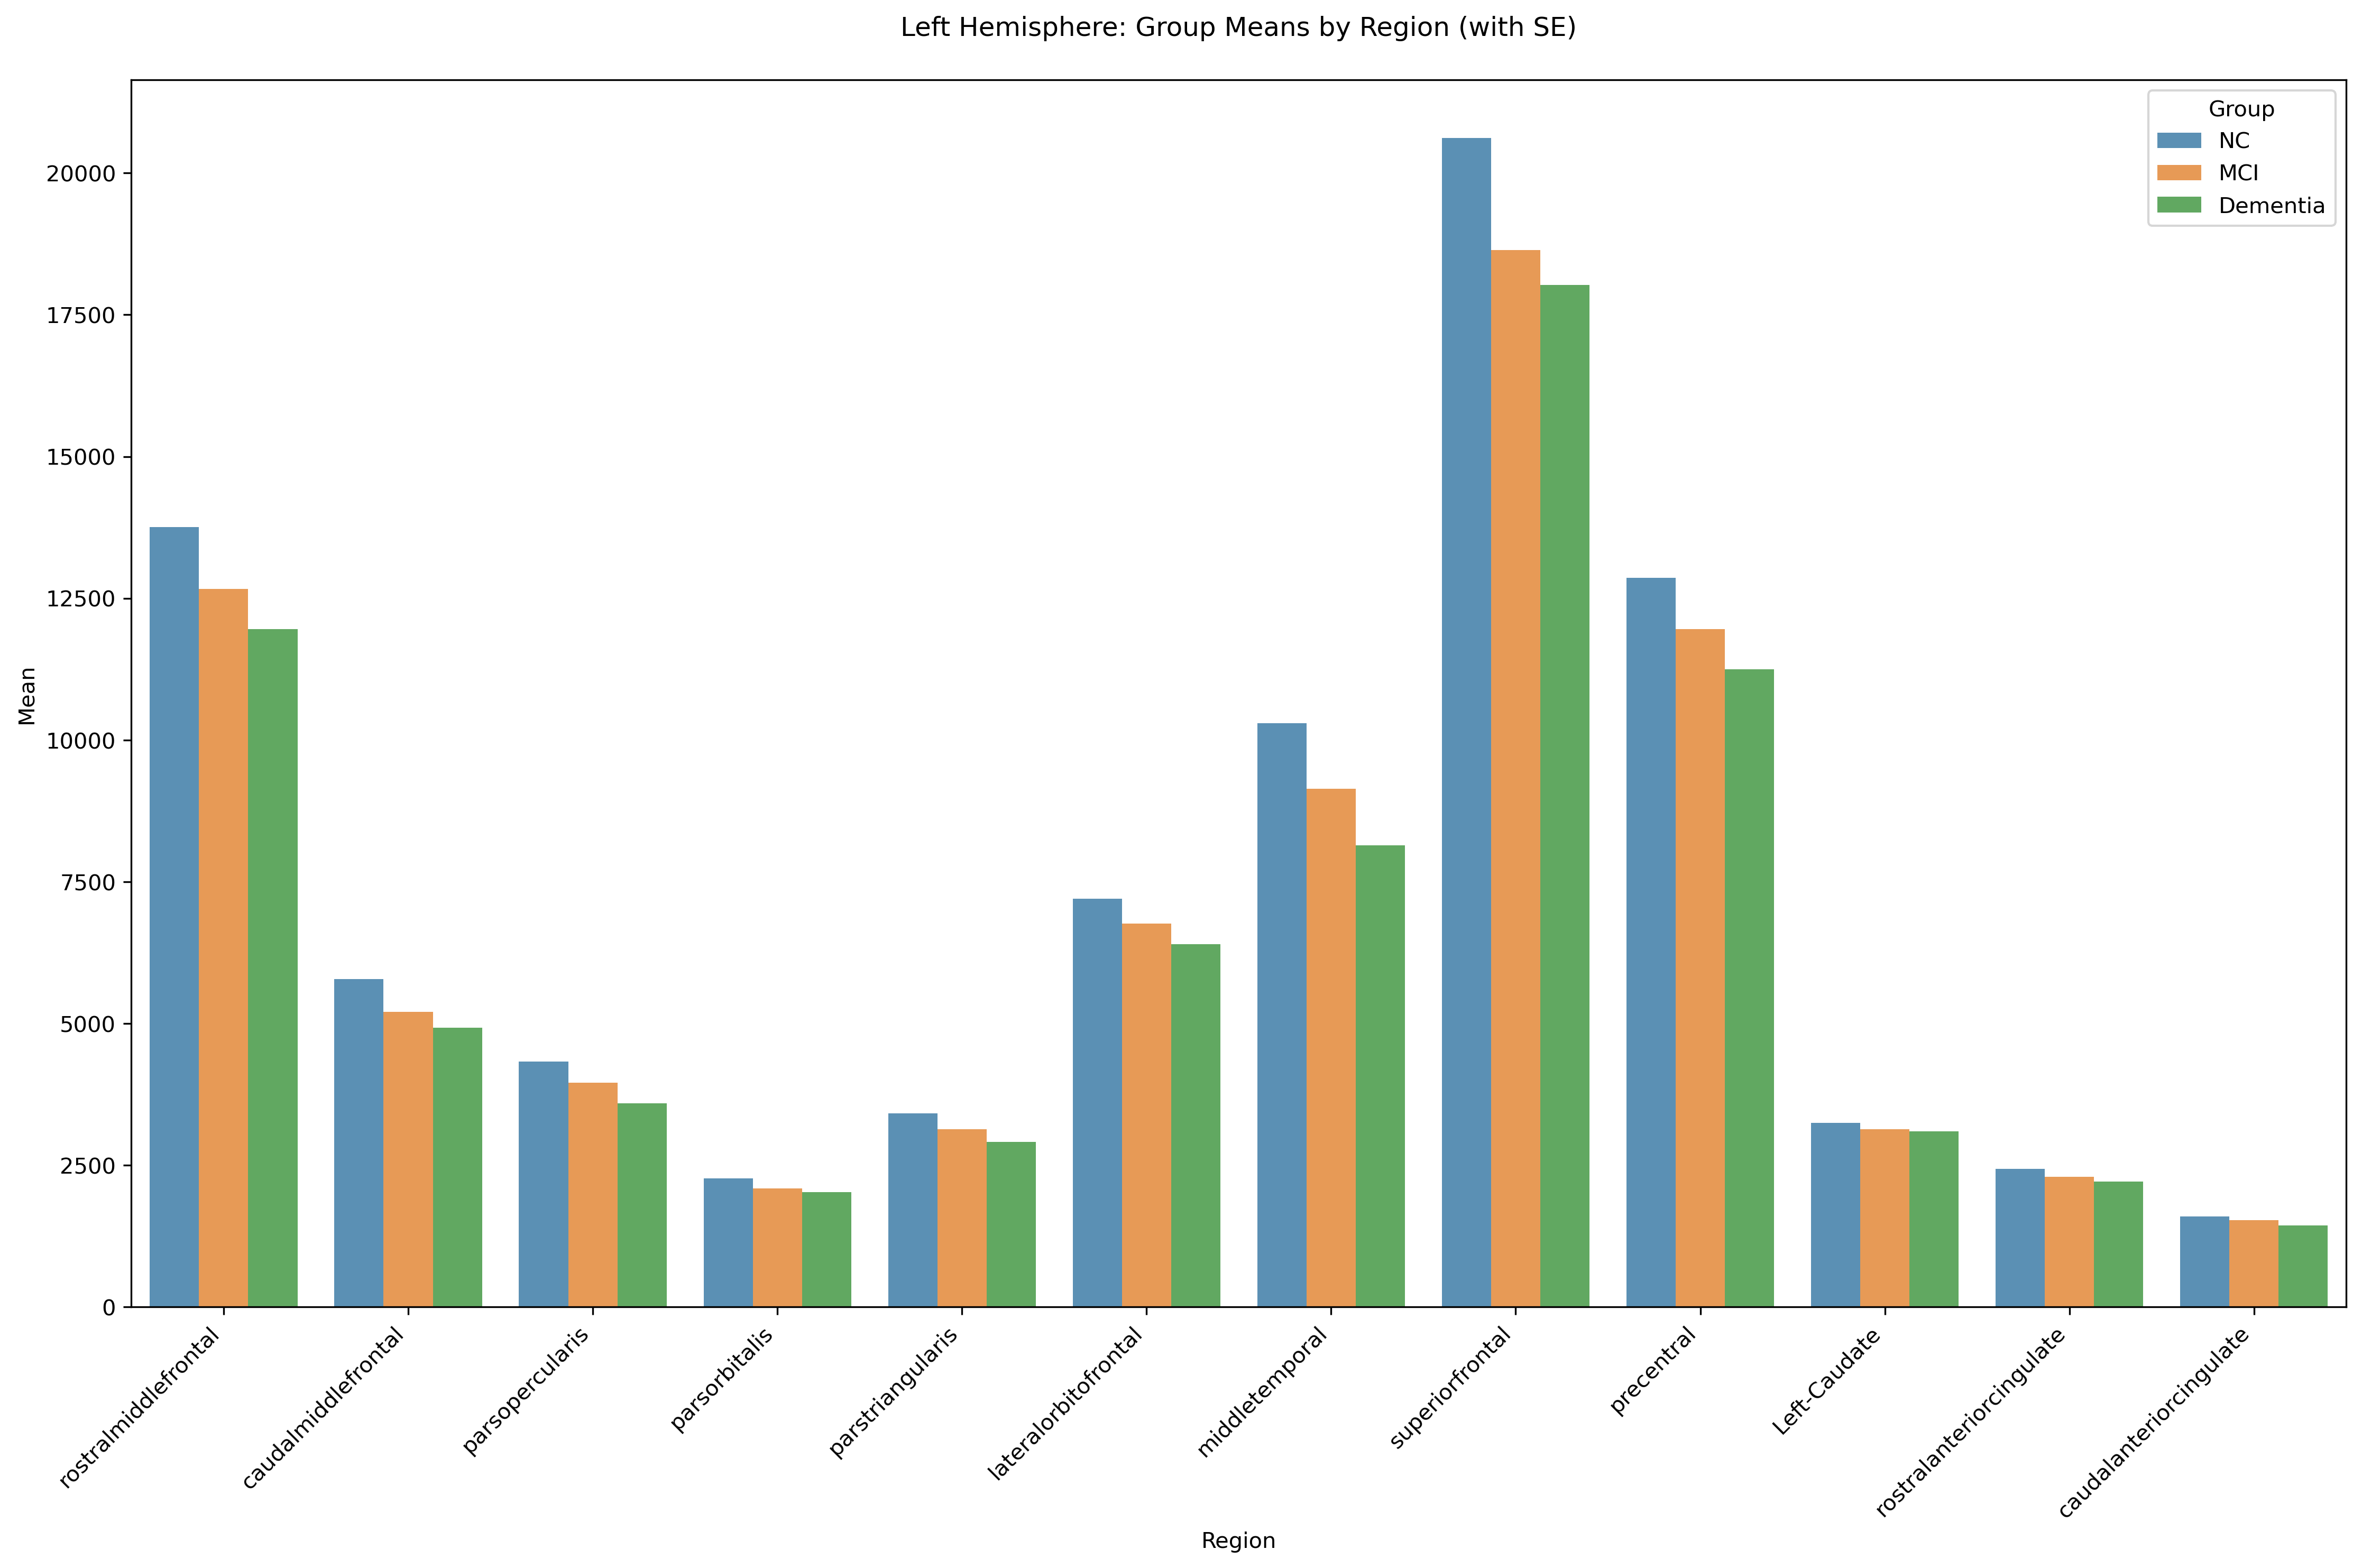 Left Hemisphere: Group Means by Region (with SE)
Group
NC
MCI
Dementia
Mean
20000
17500
15000
12500
10000
7500
5000
2500
0
rostralmiddlefrontal
caudalmiddlefrontal
parsopercularis
parsorbitalis
parstriangularis
lateralorbitofrontal
middletemporal
superiorfrontal
precentral
Left-Caudate
rostralanteriorcingulate
caudalanteriorcingulate
Region